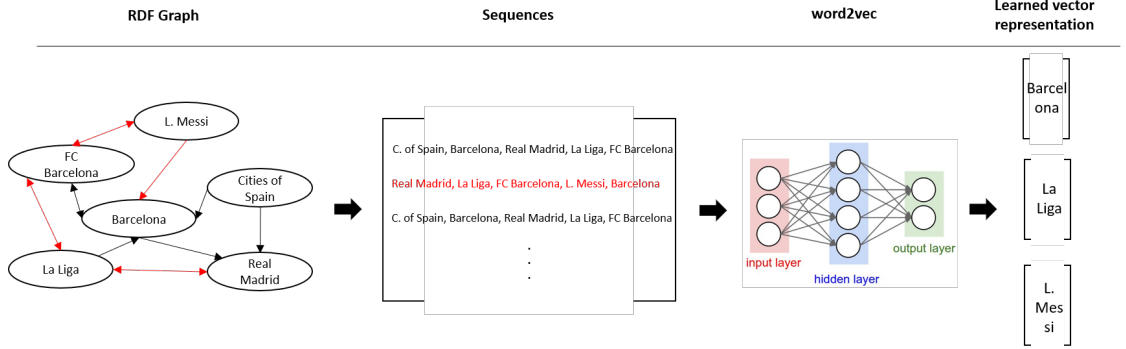 RDF Graph
Sequences
word2vec
Learned vector
representation
L. Messi
FC
Barcelona
Cities of
Spain
Barcelona
La Liga
Real
Madrid
C. of Spain, Barcelona, Real Madrid, La Liga, FC Barcelona
Real Madrid, La Liga, FC Barcelona, L. Messi, Barcelona
C. of Spain, Barcelona, Real Madrid, La Liga, FC Barcelona
.
.
.
input layer
hidden layer
output layer
Barcel
ona
La
Liga
L.
Mes
si